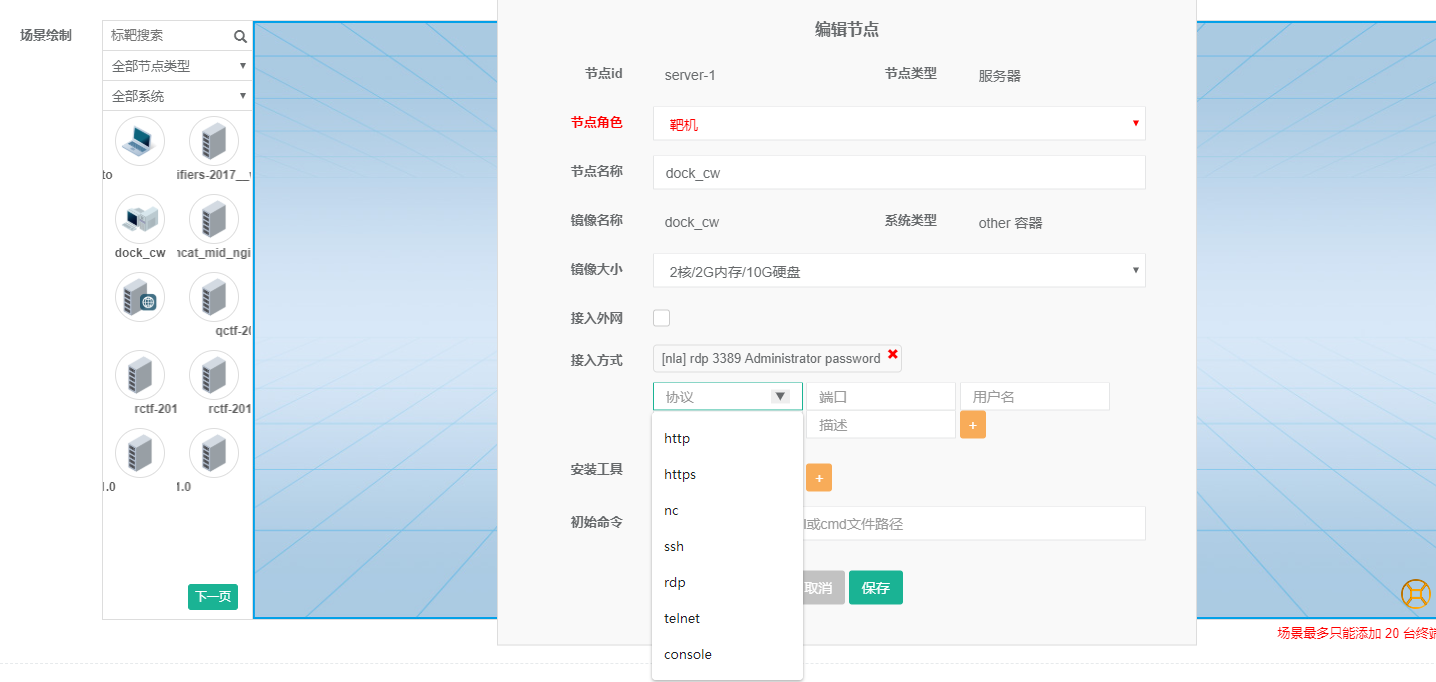 场景绘制
标靶搜索
全部节点类型
全部系统
to
ifiers-2017__
dock_cw
ncat_mid_ngi
qctf-20
rctf-201
rctf-201
1.0
1.0
下一页
编辑节点
节点id
server-1
节点类型
服务器
节点角色
靶机
节点名称
dock_cw
镜像名称
dock_cw
系统类型
other 容器
镜像大小
2核/2G内存/10G硬盘
接入外网
接入方式
[nla] rdp 3389 Administrator password
协议
端口
用户名
描述
+
http
https
nc
ssh
rdp
telnet
console
安装工具
+
初始命令
或cmd文件路径
取消
保存
场景最多只能添加 20 台终端